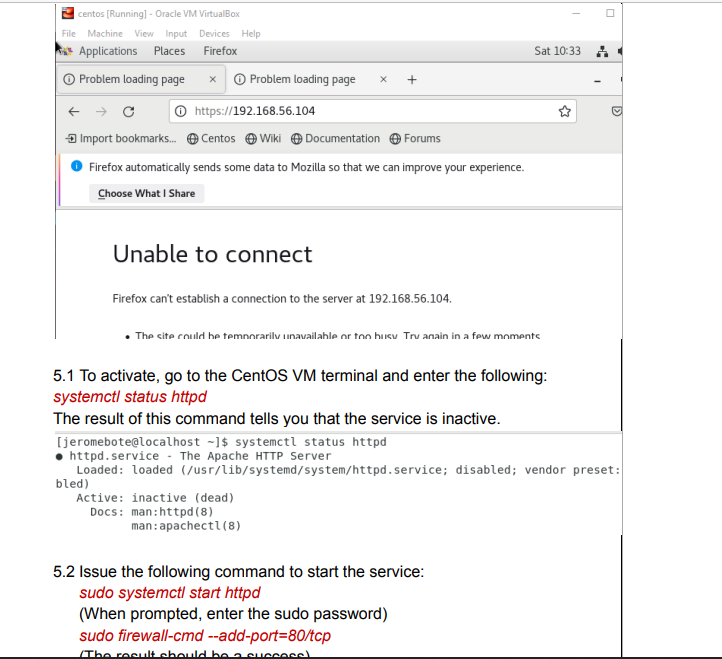 centos [Running] - Oracle VM VirtualBox
File Machine View Input Devices Help
Applications Places Firefox Sat 10:33
Problem loading page × Problem loading page × +
https://192.168.56.104
Import bookmarks... Centos Wiki Documentation Forums
Firefox automatically sends some data to Mozilla so that we can improve your experience.
Choose What I Share
Unable to connect
Firefox can't establish a connection to the server at 192.168.56.104.
• The site could be temporarily unavailable or too busy. Try again in a few moments.
5.1 To activate, go to the CentOS VM terminal and enter the following:
systemctl status httpd
The result of this command tells you that the service is inactive.
[jeromebote@localhost ~]$ systemctl status httpd
● httpd.service - The Apache HTTP Server
Loaded: loaded (/usr/lib/systemd/system/httpd.service; disabled; vendor preset:
bled)
Active: inactive (dead)
Docs: man:httpd(8)
man:apachectl(8)
5.2 Issue the following command to start the service:
sudo systemctl start httpd
(When prompted, enter the sudo password)
sudo firewall-cmd --add-port=80/tcp
(The result should be a success)